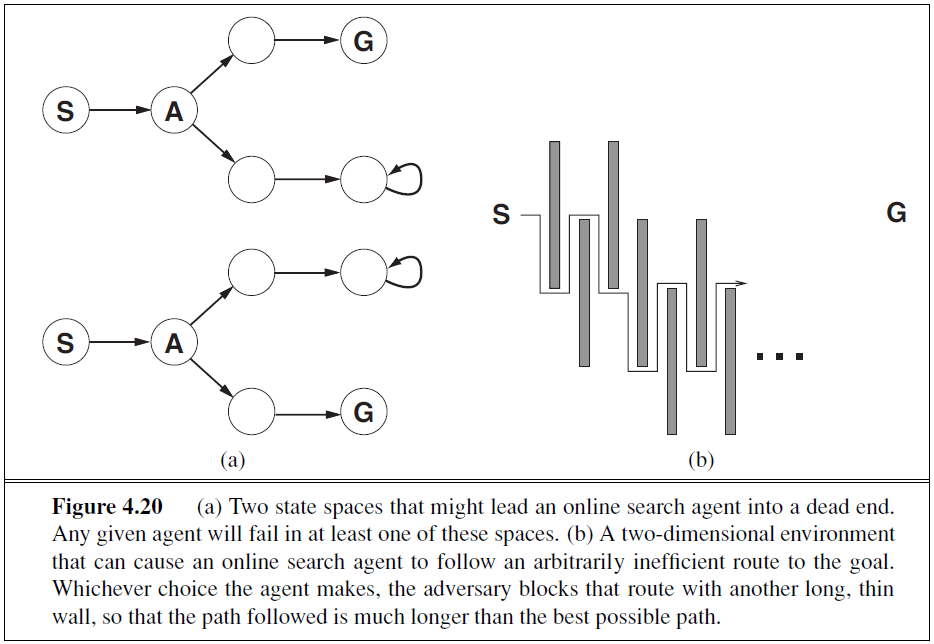 G
S
A
S
G
S
A
G
(a)
(b)
Figure 4.20 (a) Two state spaces that might lead an online search agent into a dead end.
Any given agent will fail in at least one of these spaces. (b) A two-dimensional environment
that can cause an online search agent to follow an arbitrarily inefficient route to the goal.
Whichever choice the agent makes, the adversary blocks that route with another long, thin
wall, so that the path followed is much longer than the best possible path.